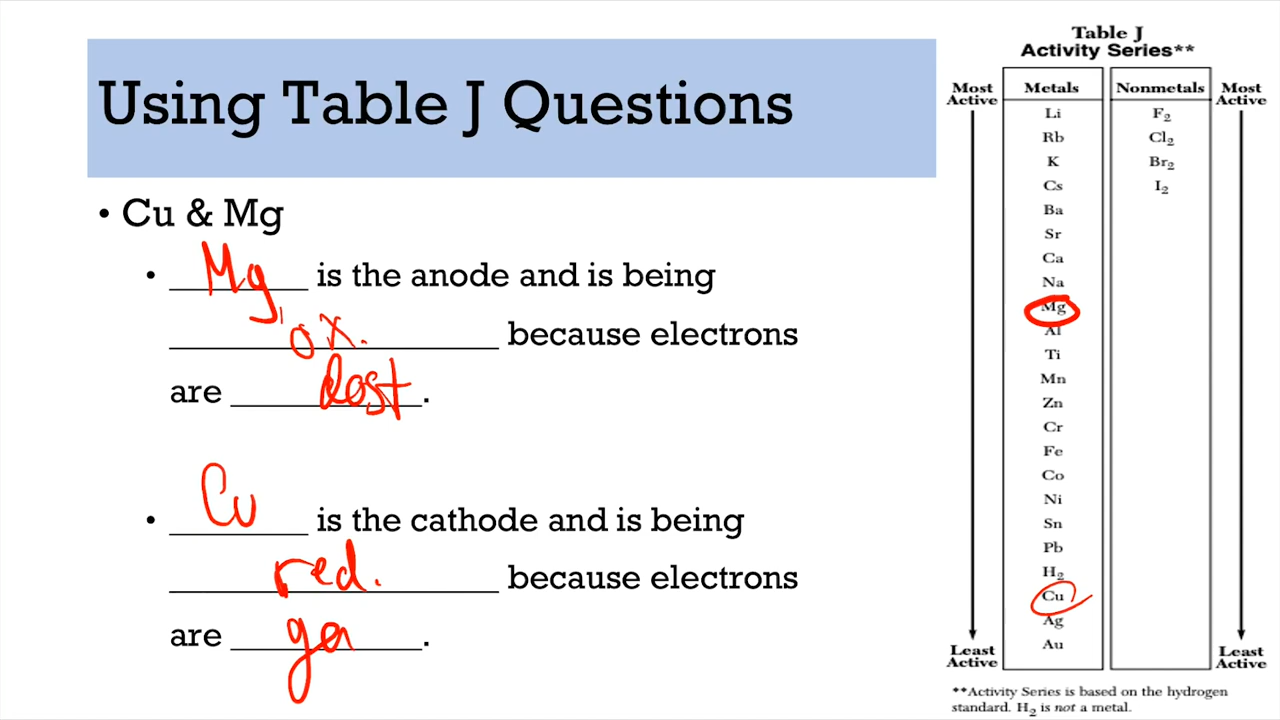 Using Table J Questions
• Cu & Mg
• Mg is the anode and is being
ox. because electrons
are lost.
• Cu is the cathode and is being
red. because electrons
are ga.
Table J
Activity Series**
Most
Active
Metals
Nonmetals
Most
Active
Li F₂
Rb Cl₂
K Br₂
Cs I₂
Ba
Sr
Ca
Na
Mg
Al
Ti
Mn
Zn
Cr
Fe
Co
Ni
Sn
Pb
H₂
Cu
Ag
Au
Least
Active
Least
Active
**Activity Series is based on the hydrogen
standard. H₂ is not a metal.